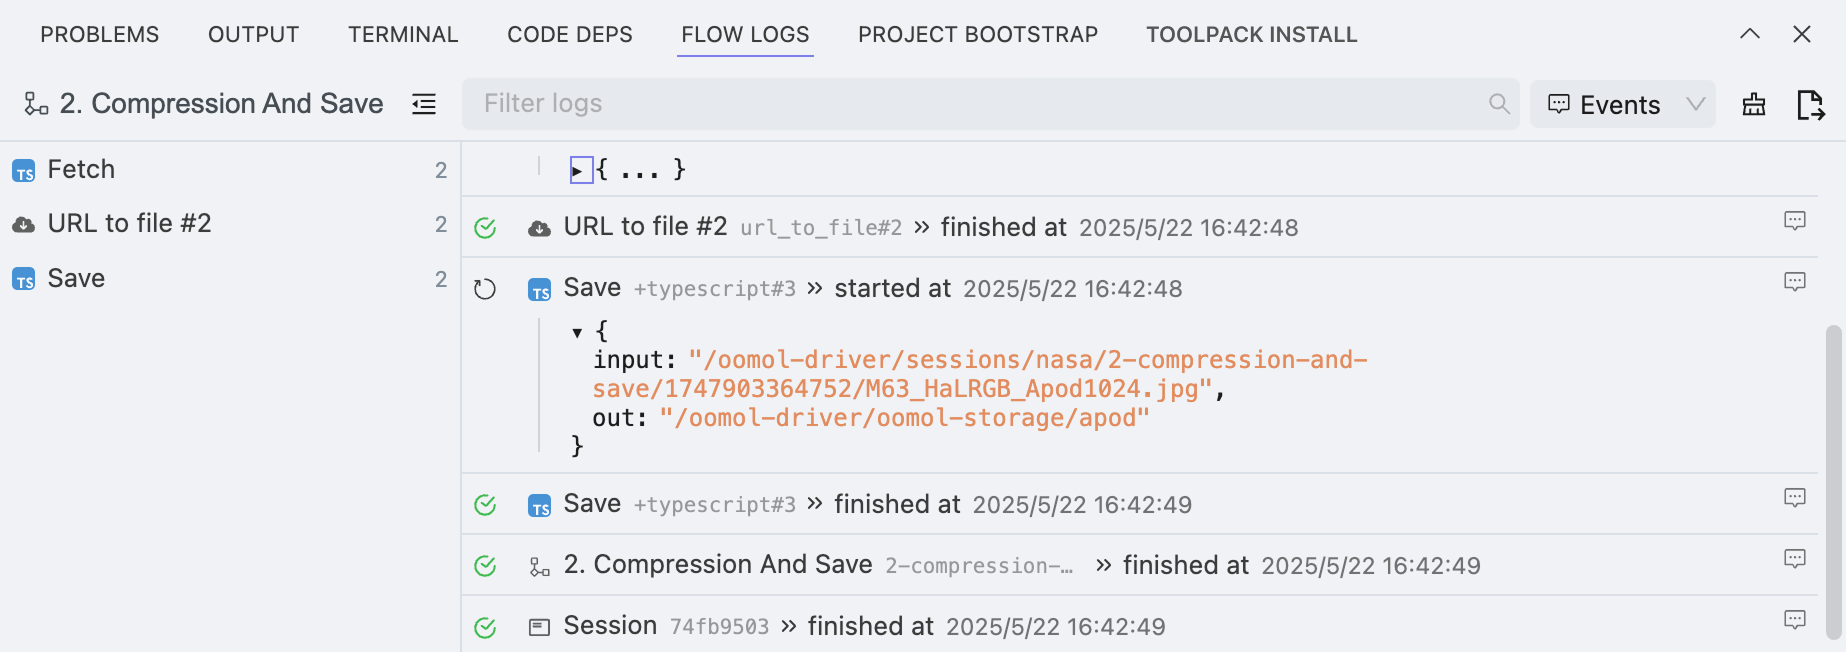 PROBLEMS OUTPUT TERMINAL CODE DEPS FLOW LOGS PROJECT BOOTSTRAP TOOLPACK INSTALL
2. Compression And Save Filter logs Events
TS Fetch 2
URL to file #2 2
TS Save 2
{ ... }
URL to file #2 url_to_file#2 » finished at 2025/5/22 16:42:48
TS Save +typescript#3 » started at 2025/5/22 16:42:48
{
input: "/oomol-driver/sessions/nasa/2-compression-and-
save/1747903364752/M63_HaLRGB_Apod1024.jpg",
out: "/oomol-driver/oomol-storage/apod"
}
TS Save +typescript#3 » finished at 2025/5/22 16:42:49
2. Compression And Save 2-compression-… » finished at 2025/5/22 16:42:49
Session 74fb9503 » finished at 2025/5/22 16:42:49